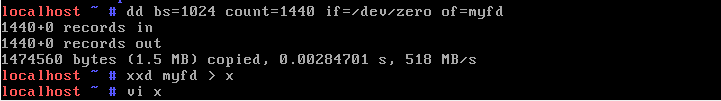 localhost ~ # dd bs=1024 count=1440 if=/dev/zero of=myfd
1440+0 records in
1440+0 records out
1474560 bytes (1.5 MB) copied, 0.00284701 s, 518 MB/s
localhost ~ # xxd myfd > x
localhost ~ # vi x